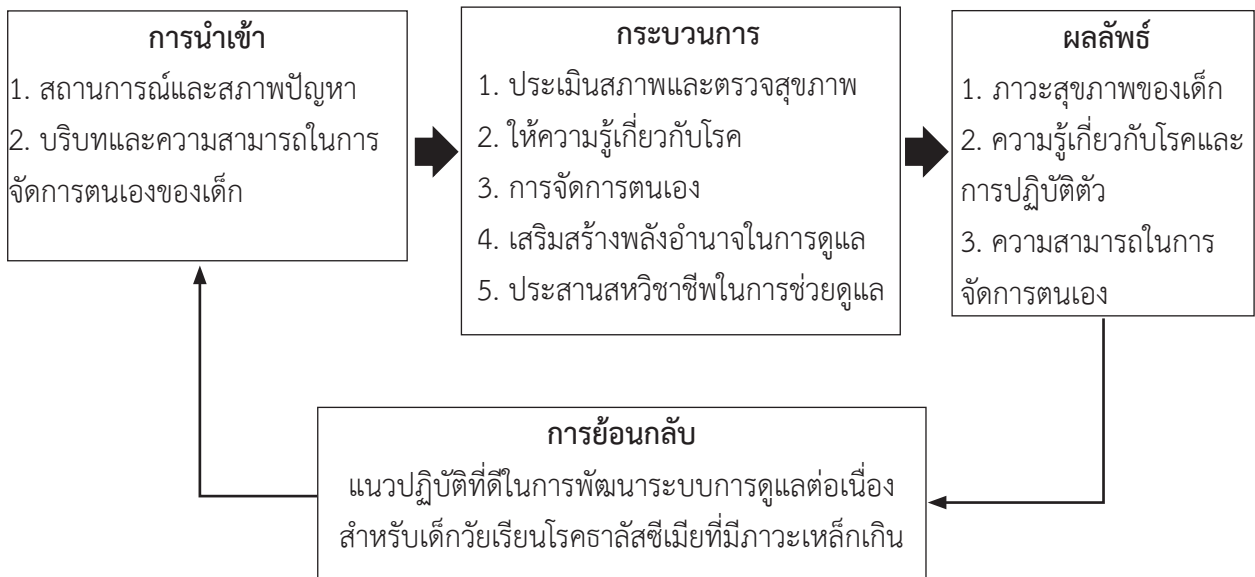 การนำเข้า
1. สถานการณ์และสภาพปัญหา
2. บริบทและความสามารถในการ
จัดการตนเองของเด็ก
กระบวนการ
1. ประเมินสภาพและตรวจสุขภาพ
2. ให้ความรู้เกี่ยวกับโรค
3. การจัดการตนเอง
4. เสริมสร้างพลังอำนาจในการดูแล
5. ประสานสหวิชาชีพในการช่วยดูแล
ผลลัพธ์
1. ภาวะสุขภาพของเด็ก
2. ความรู้เกี่ยวกับโรคและ
การปฏิบัติตัว
3. ความสามารถในการ
จัดการตนเอง
การย้อนกลับ
แนวปฏิบัติที่ดีในการพัฒนาระบบการดูแลต่อเนื่อง
สำหรับเด็กวัยเรียนโรคธาลัสซีเมียที่มีภาวะเหล็กเกิน